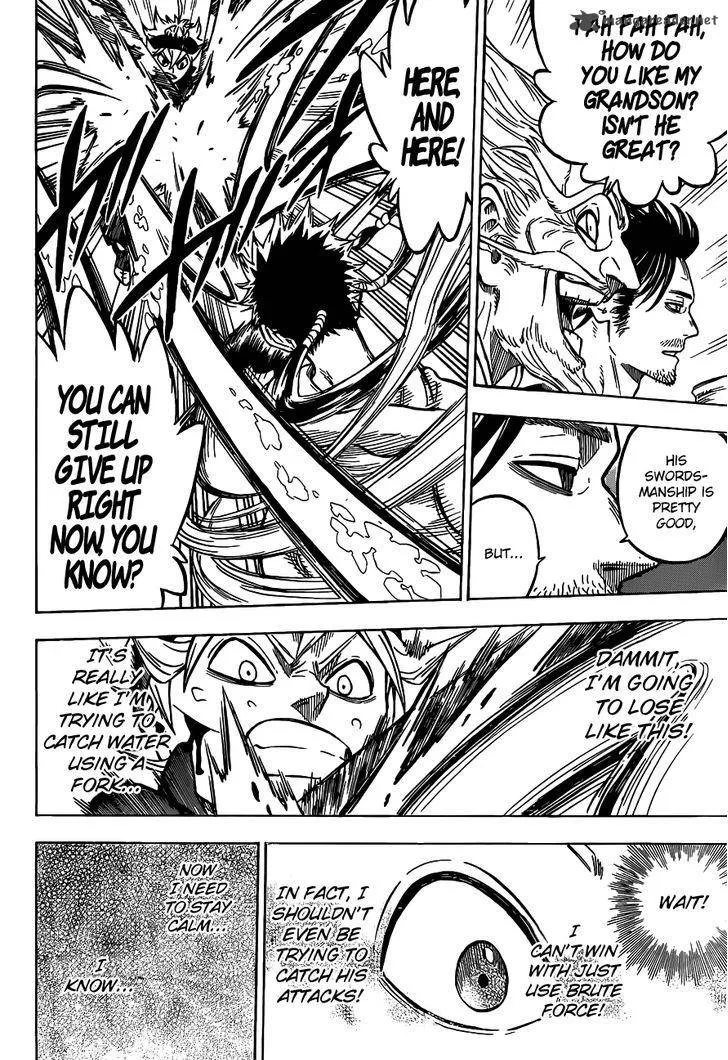 AH PAH PAH,
HOW DO
YOU LIKE MY
GRANDSON?
ISN'T HE
GREAT?
HERE,
AND
HERE!
YOU CAN
STILL
GIVE UP
RIGHT
NOW, YOU
KNOW?
HIS
SWORDS-
MANSHIP IS
PRETTY
GOOD,
BUT...
DAMMIT,
I'M GOING
TO LOSE
LIKE THIS!
IT'S
REALLY
LIKE I'M
TRYING TO
CATCH WATER
USING A
FORK...
WAIT!
I
CAN'T WIN
WITH JUST
USE BRUTE
FORCE!
IN FACT, I
SHOULDN'T
EVEN BE
TRYING TO
CATCH HIS
ATTACKS!
NOW
I NEED
TO STAY
CALM...
I
KNOW...